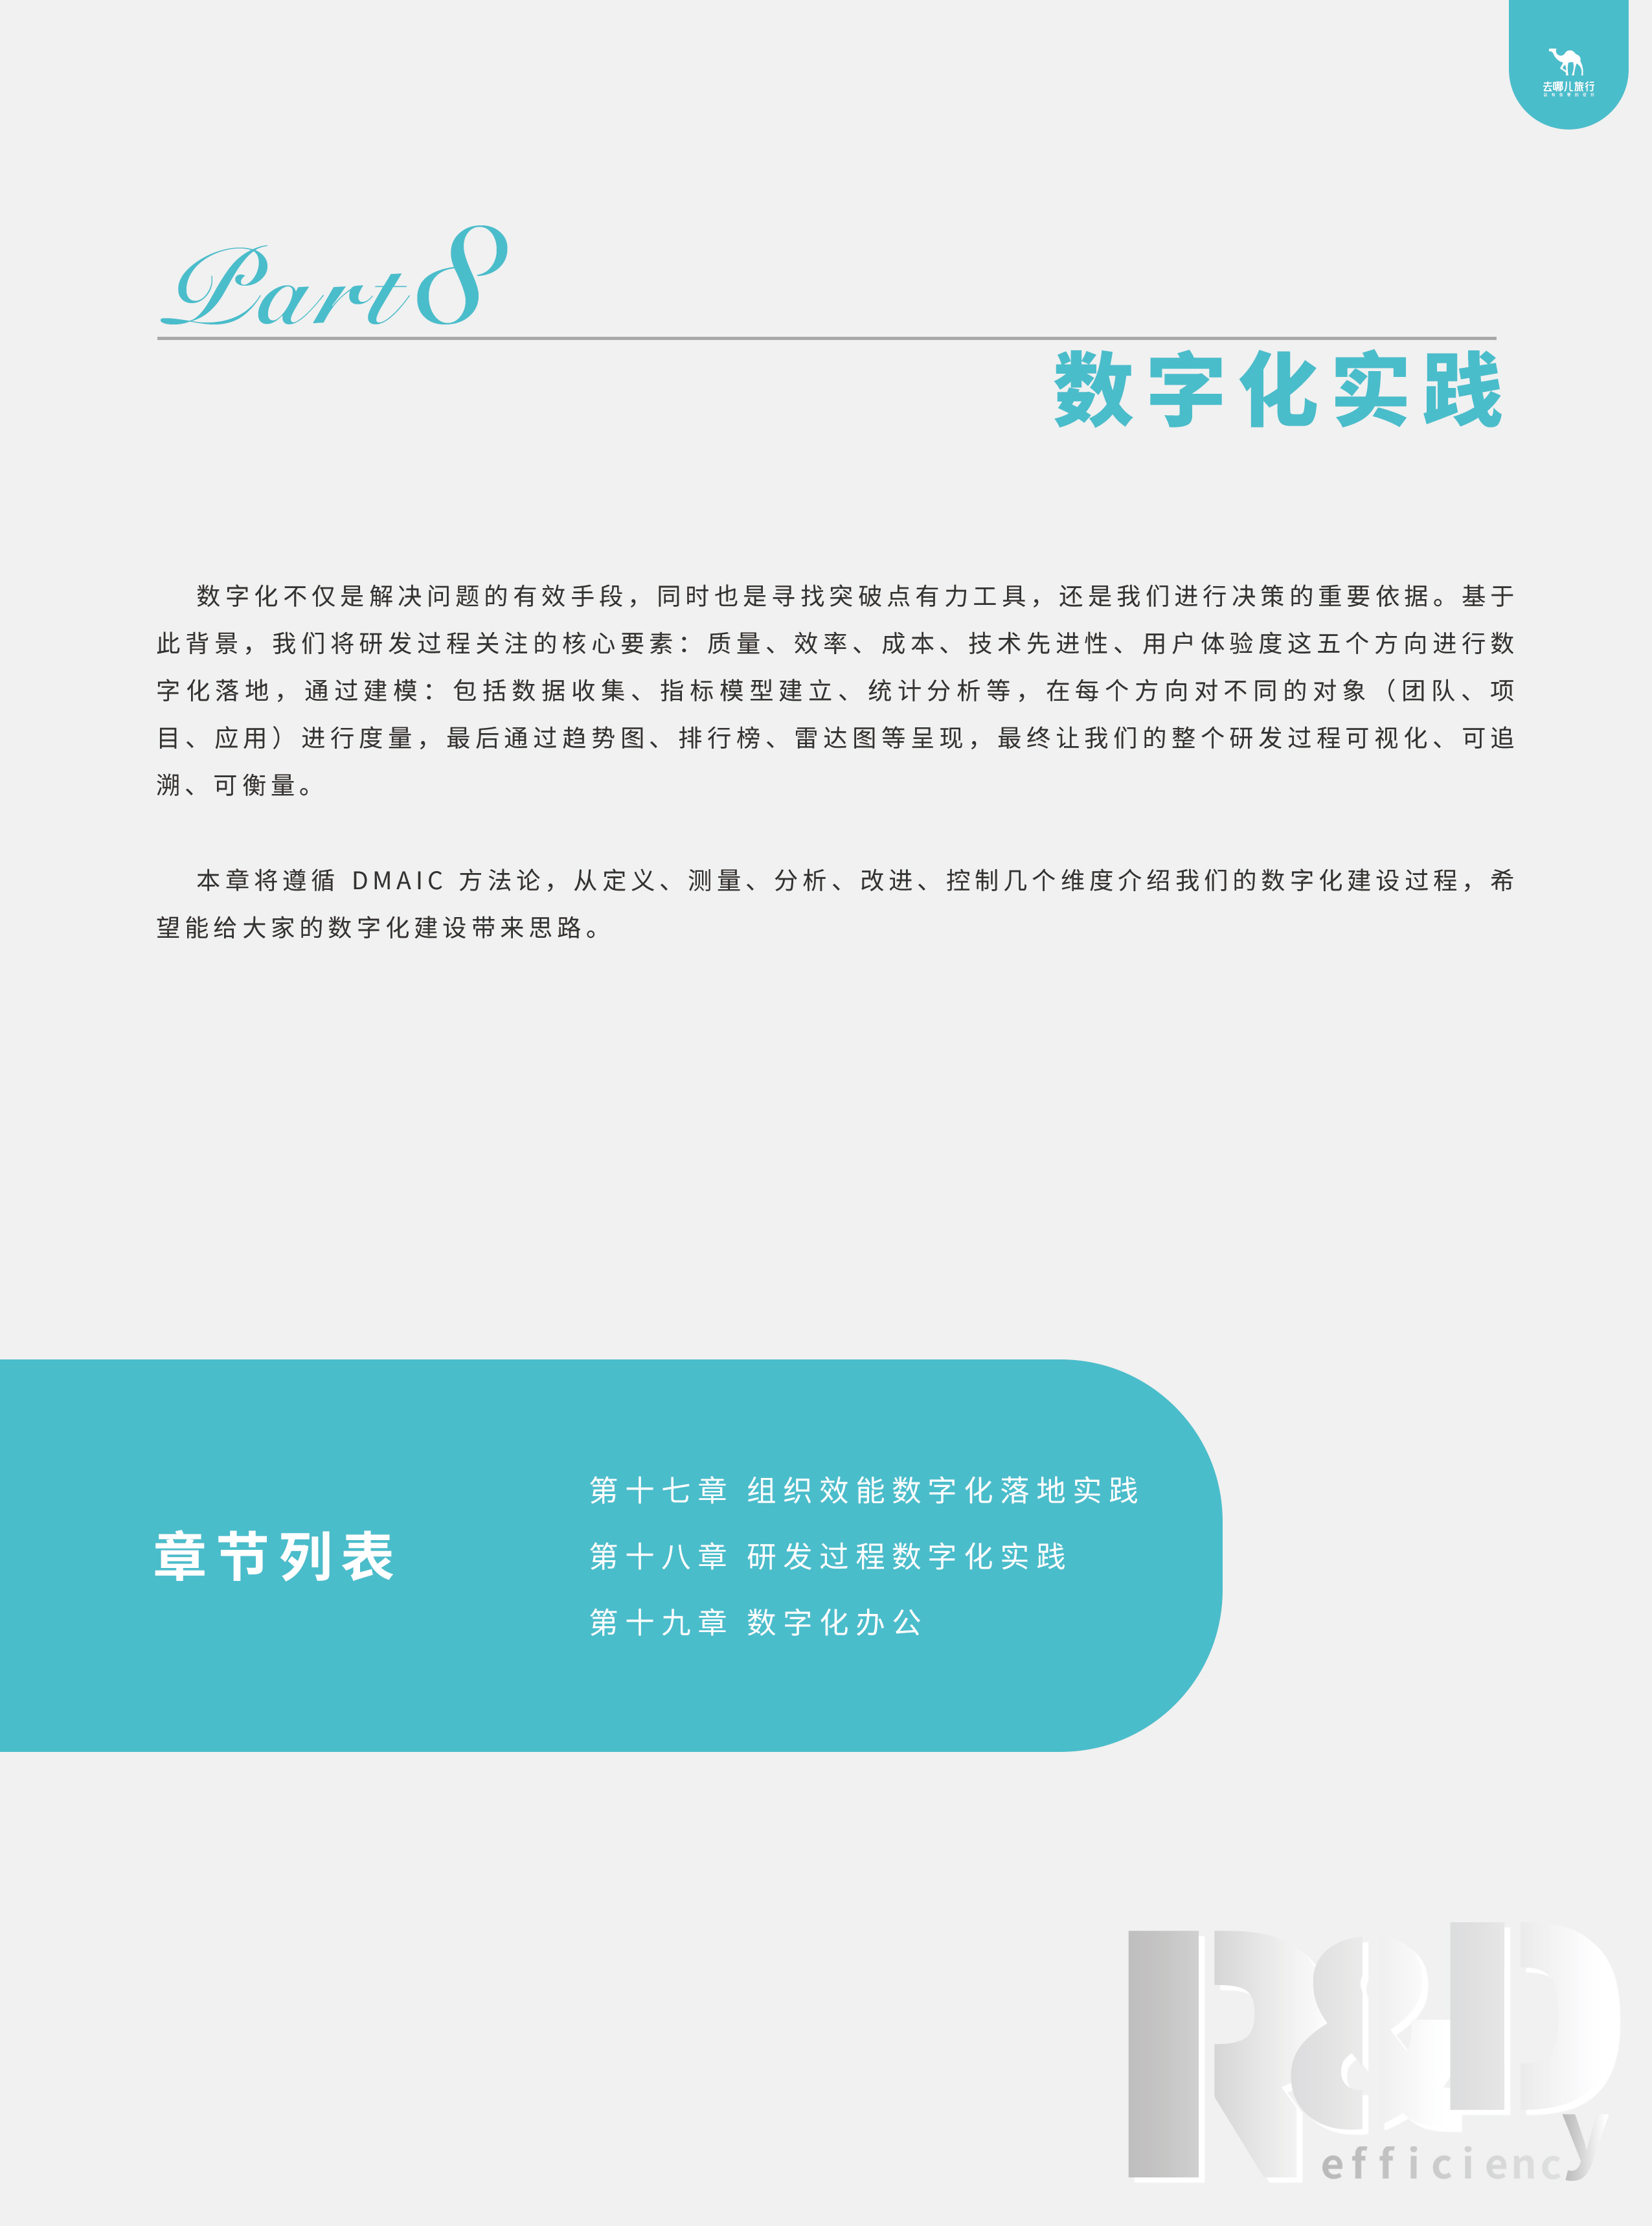 去哪儿旅行
Part 8
数字化实践
数字化不仅是解决问题的有效手段，同时也是寻找突破点有力工具，还是我们进行决策的重要依据。基于
此背景，我们将研发过程关注的核心要素：质量、效率、成本、技术先进性、用户体验度这五个方向进行数
字化落地，通过建模：包括数据收集、指标模型建立、统计分析等，在每个方向对不同的对象（团队、项
目、应用）进行度量，最后通过趋势图、排行榜、雷达图等呈现，最终让我们的整个研发过程可视化、可追
溯、可衡量。
本章将遵循 DMAIC 方法论，从定义、测量、分析、改进、控制几个维度介绍我们的数字化建设过程，希
望能给大家的数字化建设带来思路。
章节列表
第十七章 组织效能数字化落地实践
第十八章 研发过程数字化实践
第十九章 数字化办公
R&D
efficiency